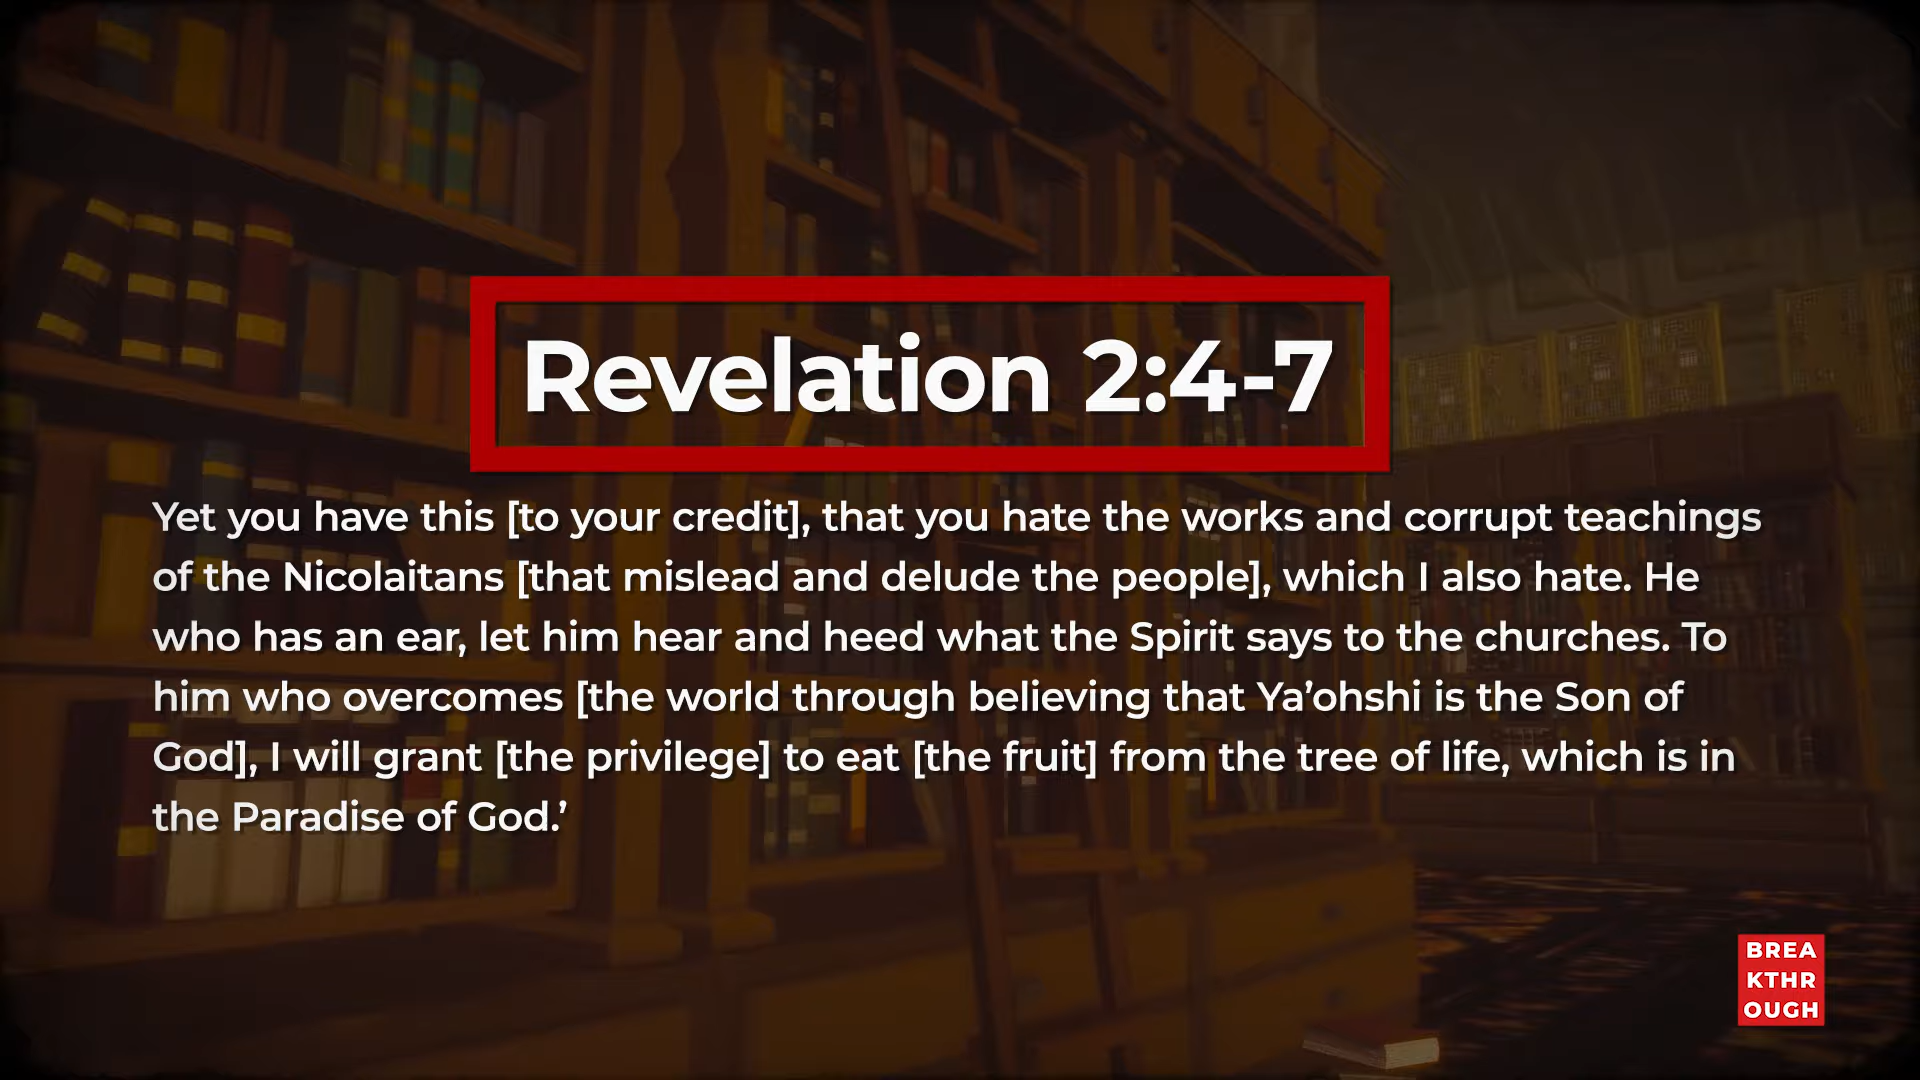 Revelation 2:4-7
Yet you have this [to your credit], that you hate the works and corrupt teachings
of the Nicolaitans [that mislead and delude the people], which I also hate. He
who has an ear, let him hear and heed what the Spirit says to the churches. To
him who overcomes [the world through believing that Ya’ohshi is the Son of
God], I will grant [the privilege] to eat [the fruit] from the tree of life, which is in
the Paradise of God.’
BREA
KTHR
OUGH